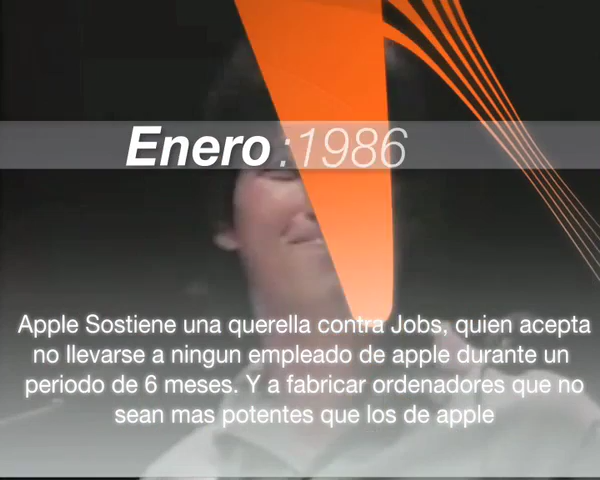 Enero :1986
Apple Sostiene una querella contra Jobs, quien acepta
no llevarse a ningun empleado de apple durante un
periodo de 6 meses. Y a fabricar ordenadores que no
sean mas potentes que los de apple